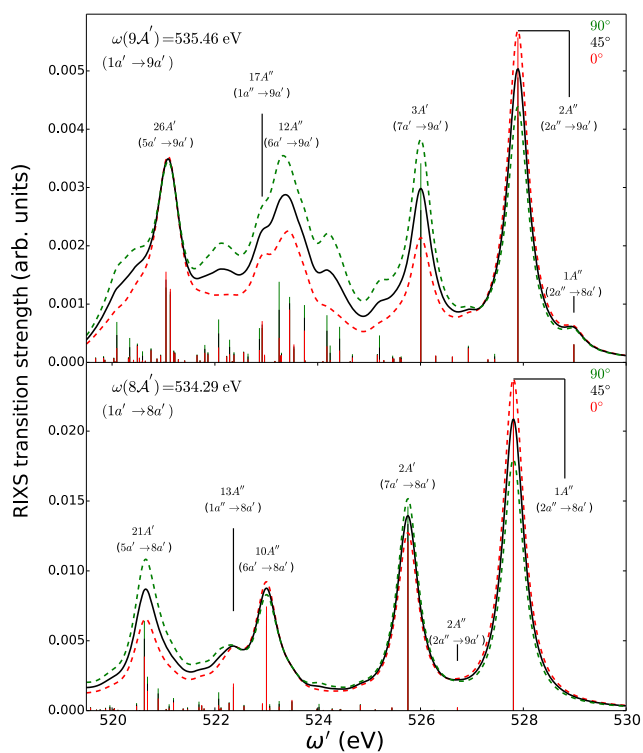 ω(9𝒜′)=535.46 eV
(1a′ →9a′)
90°
45°
0°
17A″
(1a″→9a′)
26A′
(5a′ →9a′)
12A″
(6a′ →9a′)
3A′
(7a′ →9a′)
2A″
(2a″→9a′)
1A″
(2a″→8a′)
0.005
0.004
0.003
0.002
0.001
0.000
RIXS transition strength (arb. units)
ω(8𝒜′)=534.29 eV
(1a′ →8a′)
90°
45°
0°
21A′
(5a′ →8a′)
13A″
(1a″→8a′)
10A″
(6a′ →8a′)
2A′
(7a′ →8a′)
2A″
(2a″→9a′)
1A″
(2a″→8a′)
0.020
0.015
0.010
0.005
0.000
520 522 524 526 528 530
ω′ (eV)